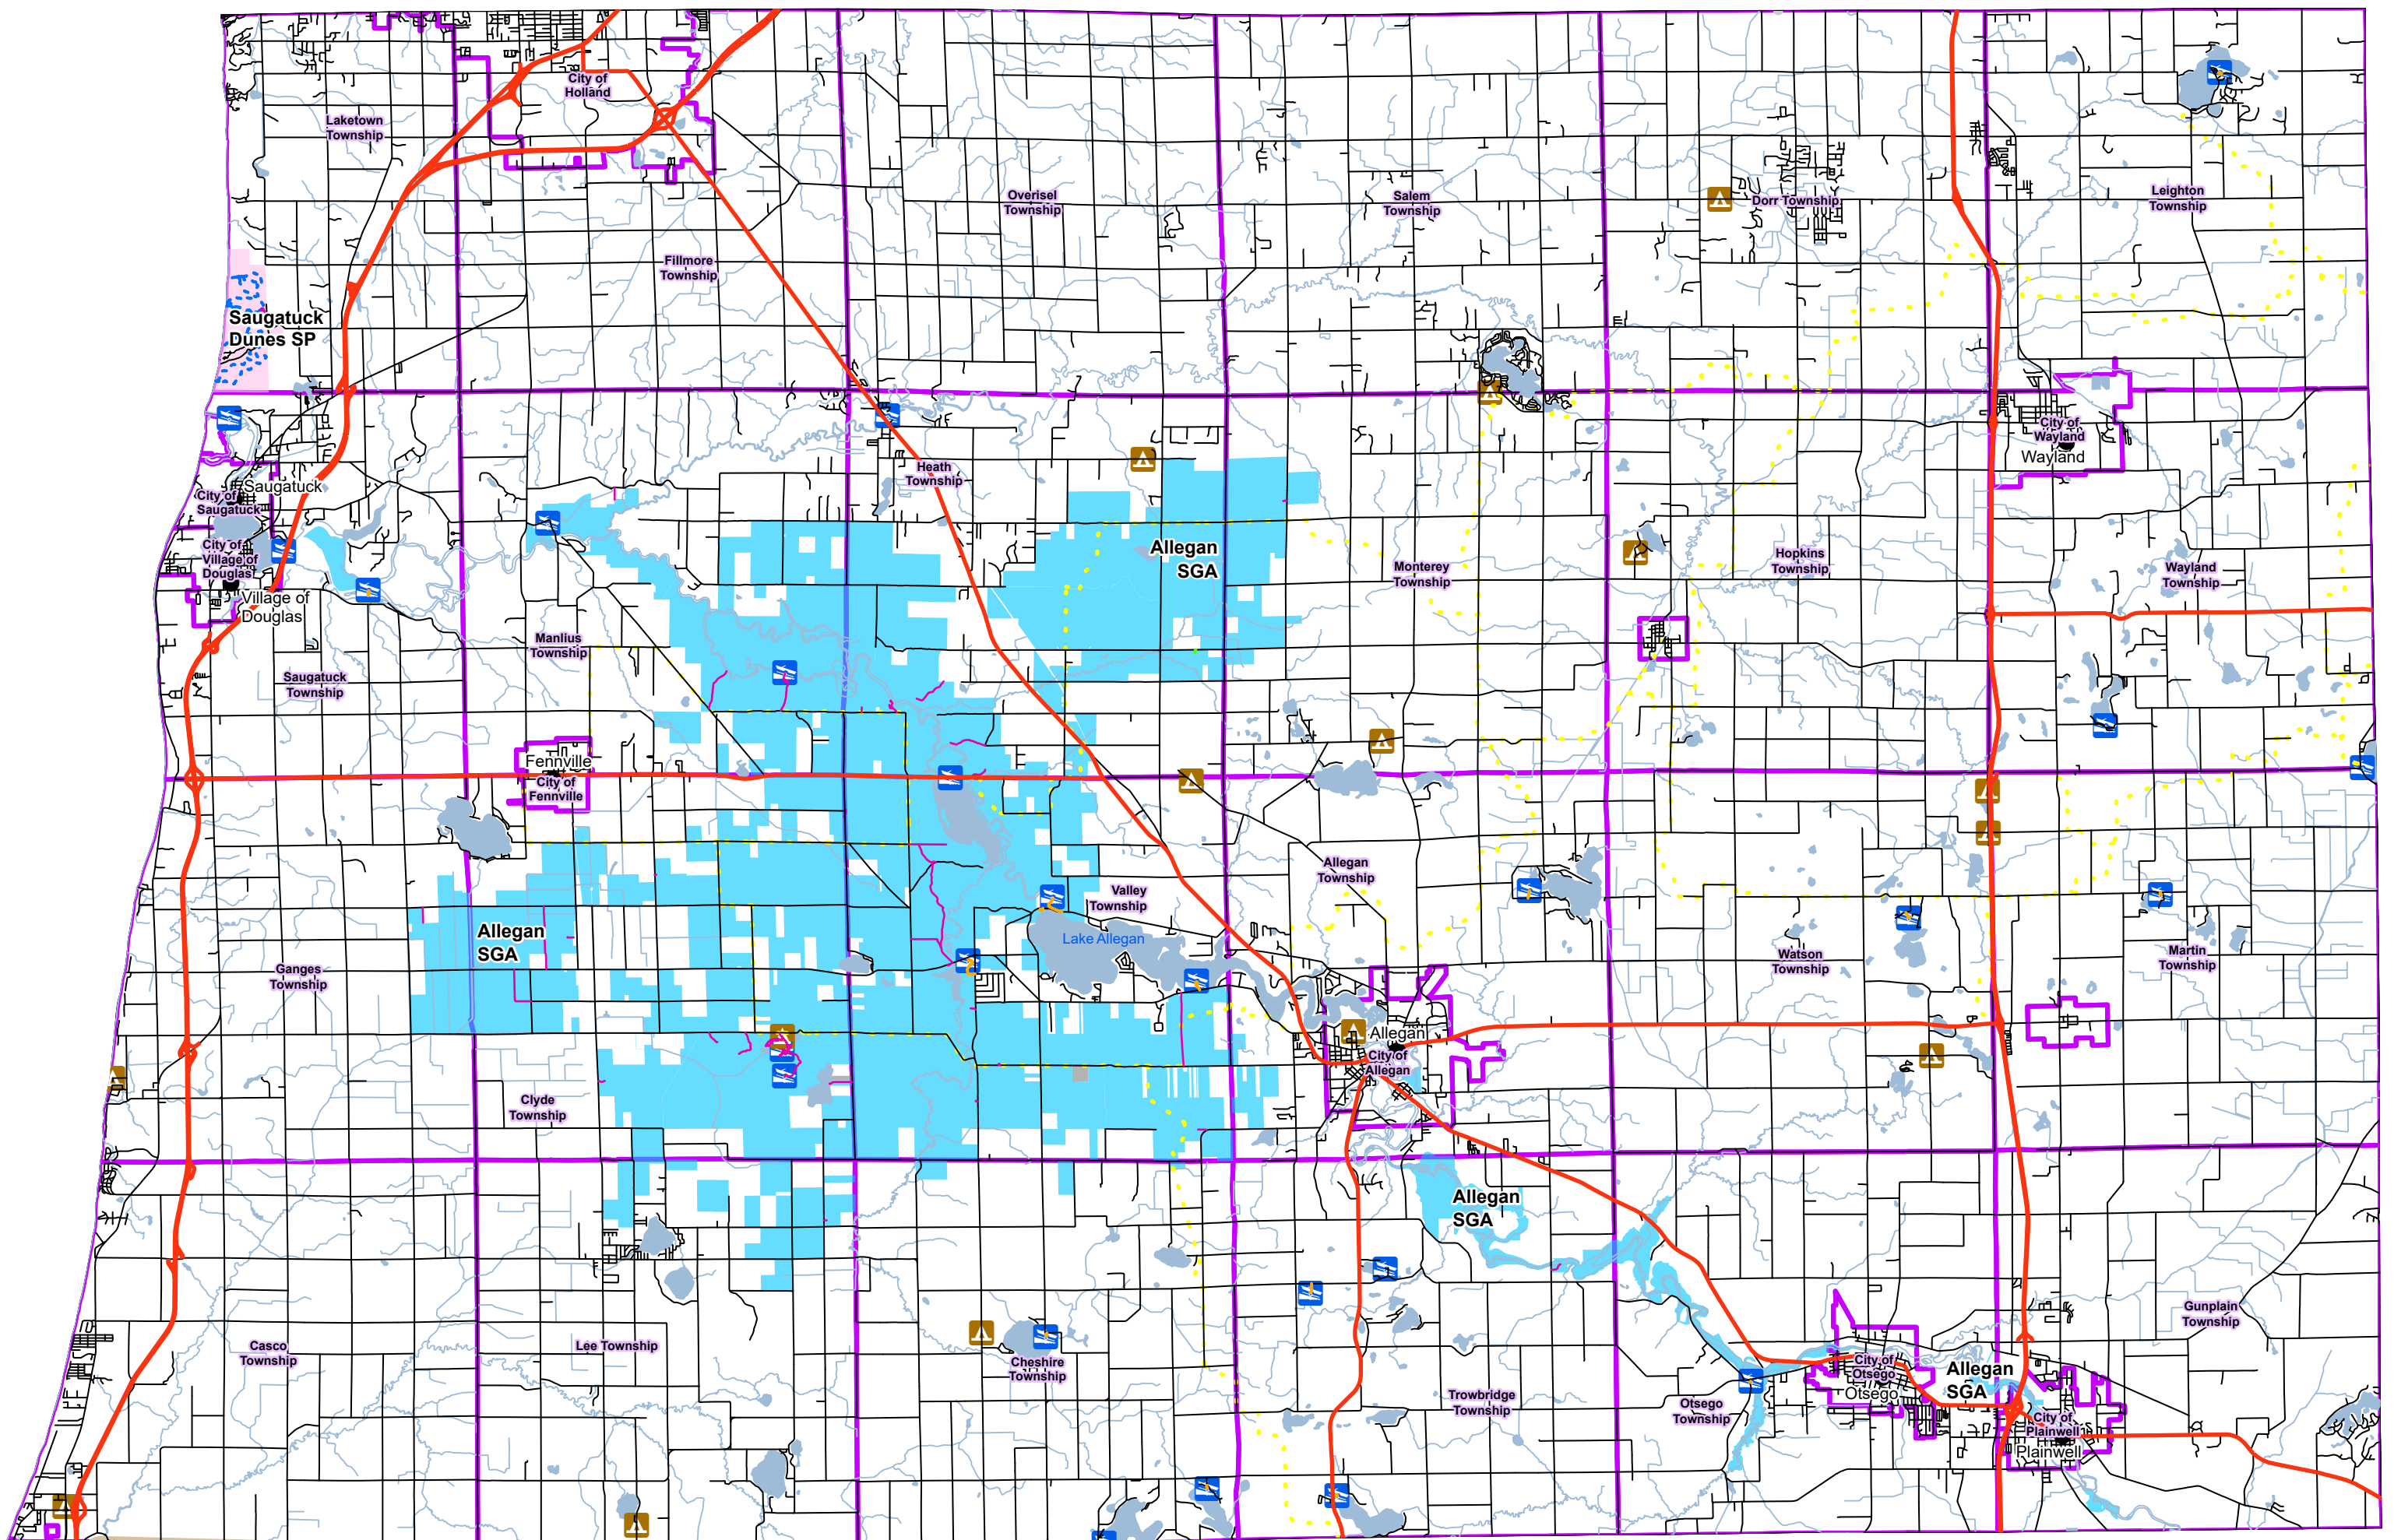 City of
Holland
Laketown
Township
Overisel
Township
Salem
Township
Dorr Township
Leighton
Township
Fillmore
Township
Saugatuck
Dunes SP
City of
Wayland
Wayland
Heath
Township
Saugatuck
City of
Saugatuck
City of
Village of
Douglas
Village of
Douglas
Allegan
SGA
Monterey
Township
Hopkins
Township
Wayland
Township
Manlius
Township
Saugatuck
Township
Fennville
City of
Fennville
Allegan
Township
Valley
Township
Lake Allegan
Allegan
SGA
Ganges
Township
Watson
Township
Martin
Township
Allegan
City of
Allegan
Clyde
Township
Allegan
SGA
Gunplain
Township
Casco
Township
Lee Township
Cheshire
Township
Trowbridge
Township
Otsego
Township
City of
Otsego
Otsego
Allegan
SGA
City of
Plainwell
Plainwell